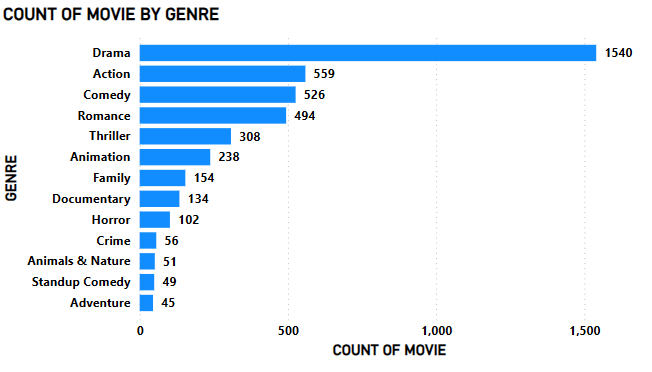 COUNT OF MOVIE BY GENRE
Drama 1540
Action 559
Comedy 526
Romance 494
Thriller 308
Animation 238
Family 154
Documentary 134
Horror 102
Crime 56
Animals & Nature 51
Standup Comedy 49
Adventure 45
GENRE
0 500 1,000 1,500
COUNT OF MOVIE